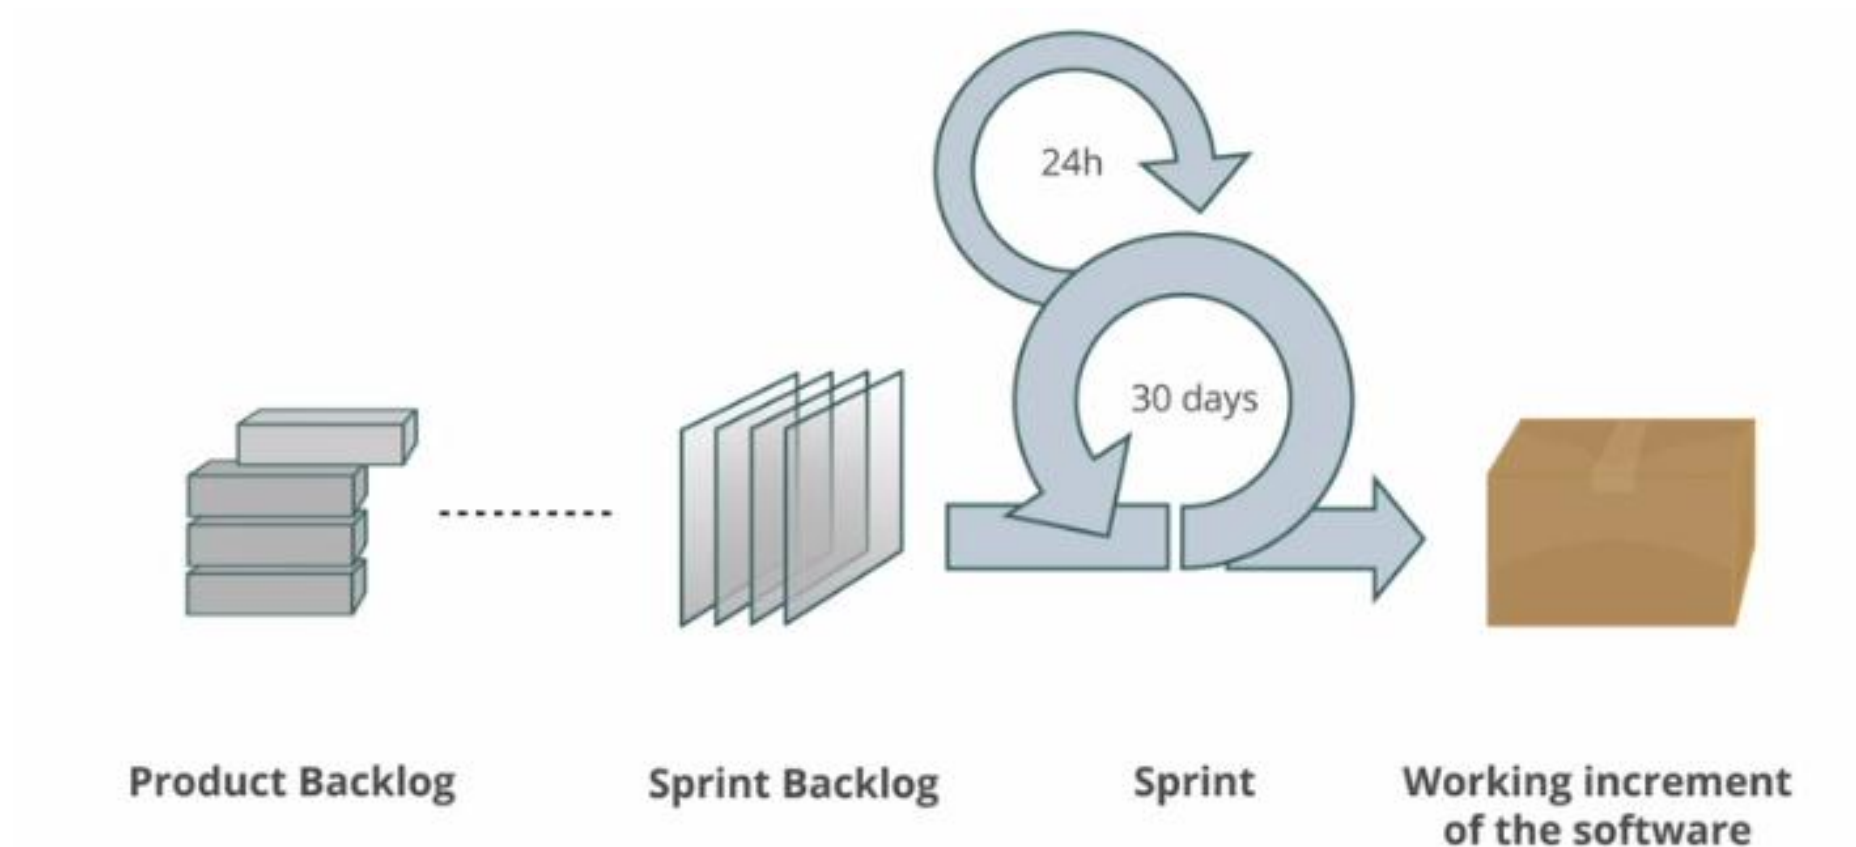 24h
30 days
Product Backlog
Sprint Backlog
Sprint
Working increment
of the software